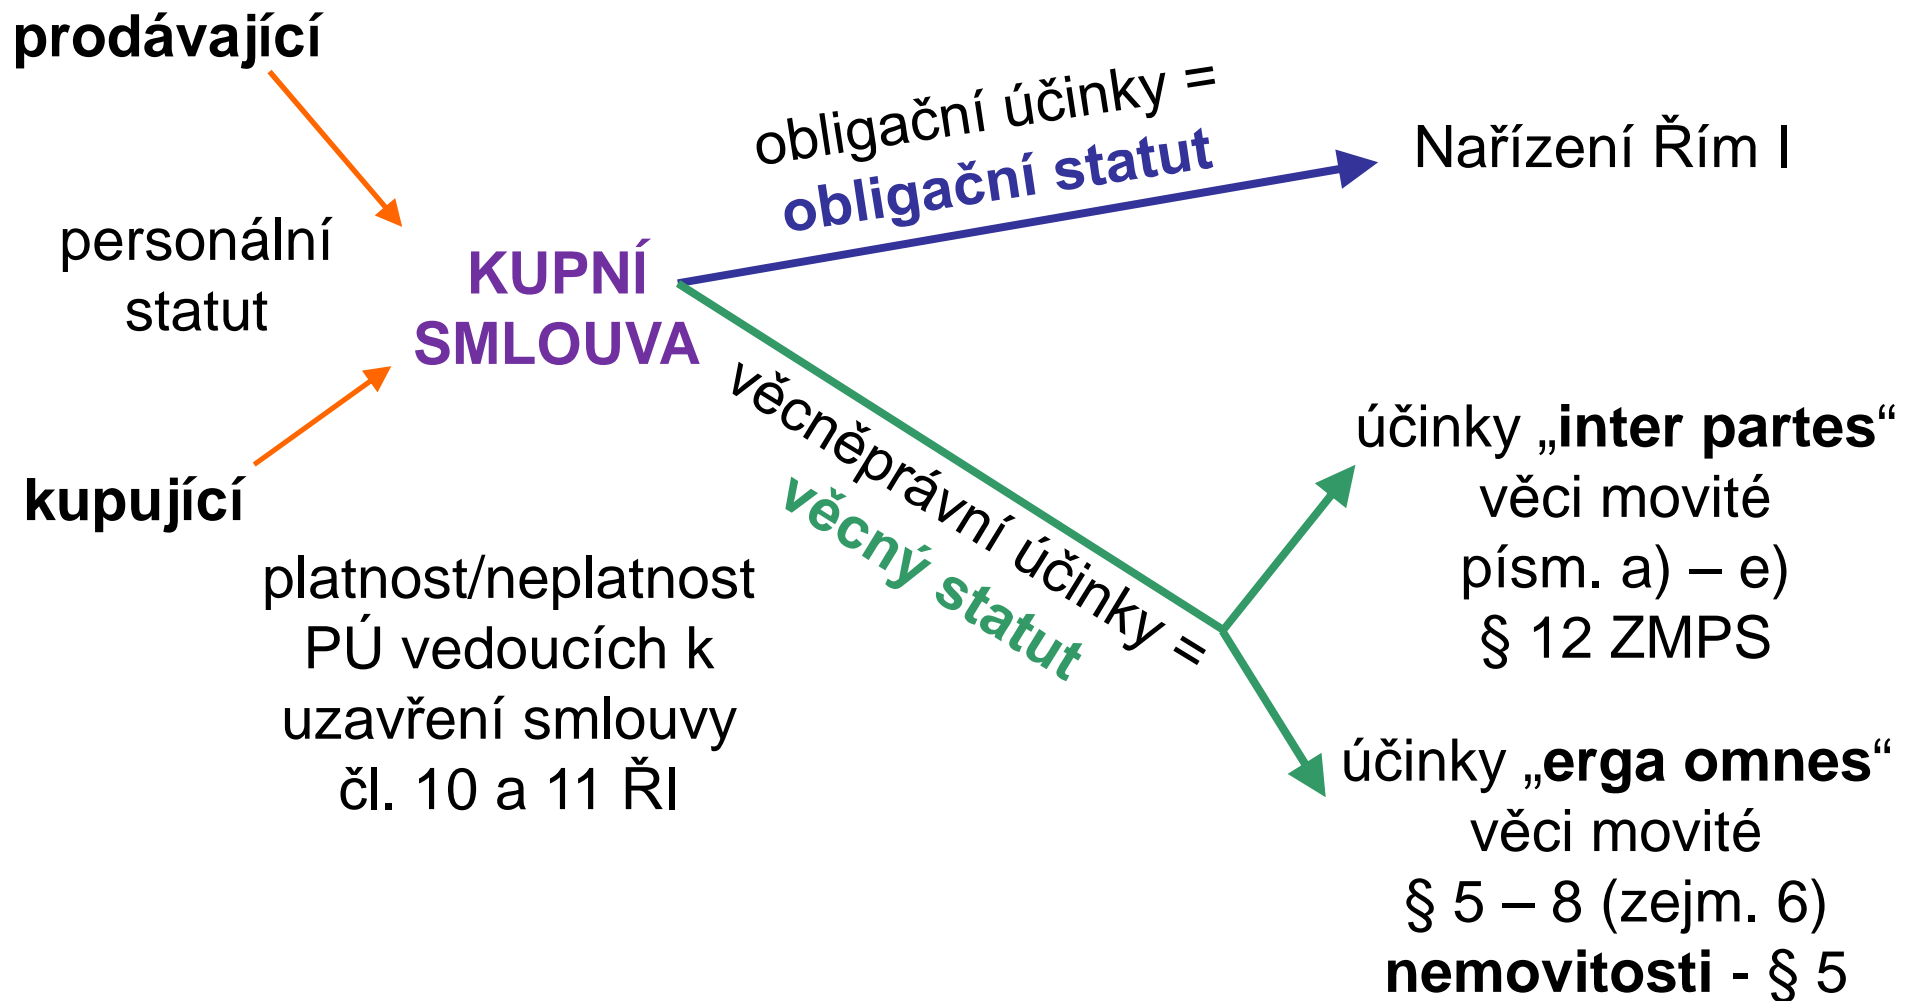 prodávající
personální
statut
kupující
KUPNÍ
SMLOUVA
platnost/neplatnost
PÚ vedoucích k
uzavření smlouvy
čl. 10 a 11 ŘI
obligační účinky =
obligační statut
Nařízení Řím I
věcněprávní účinky =
věcný statut
účinky „inter partes“
věci movité
písm. a) – e)
§ 12 ZMPS
účinky „erga omnes“
věci movité
§ 5 – 8 (zejm. 6)
nemovitosti - § 5